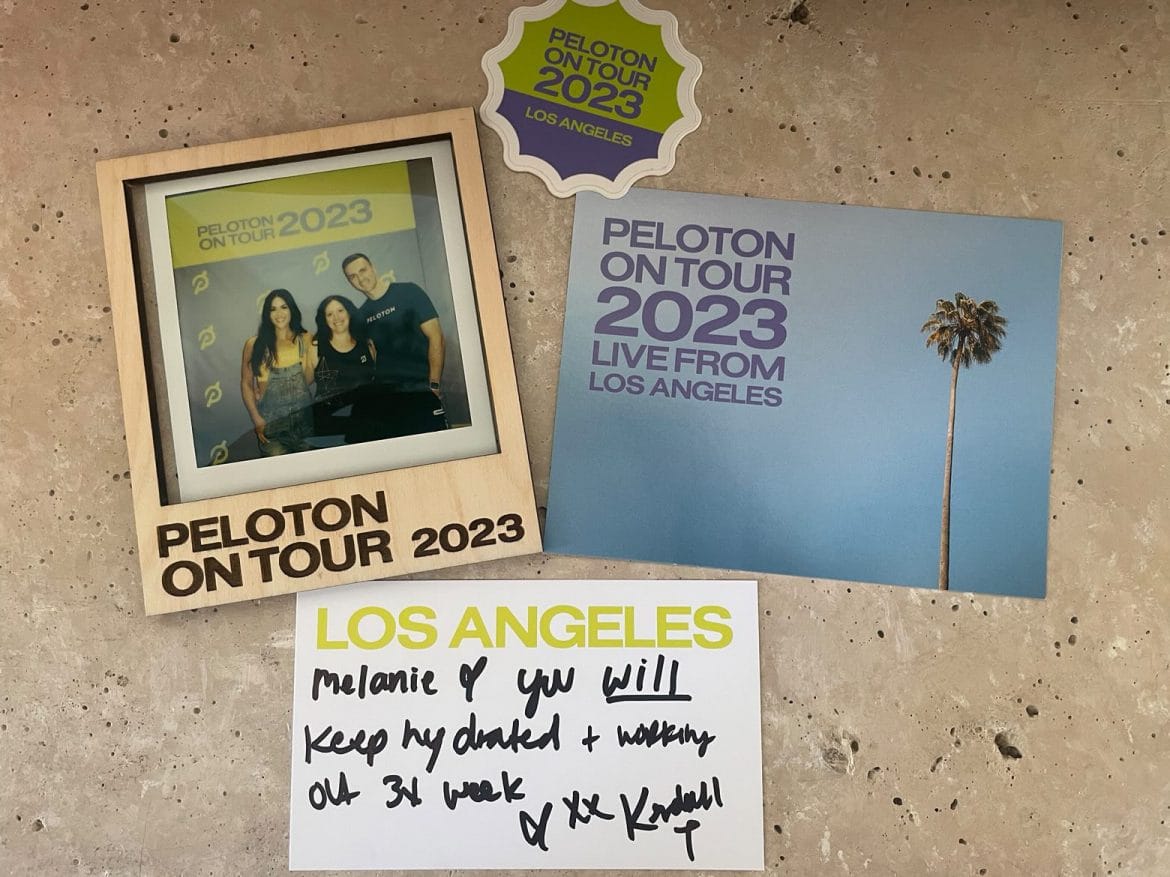 PELOTON
ON TOUR
2023
LOS ANGELES
PELOTON
ON TOUR 2023
PELOTON
PELOTON
ON TOUR 2023
PELOTON
ON TOUR
2023
LIVE FROM
LOS ANGELES
LOS ANGELES
melanie you will
Keep hydrated + working
out 3x week
xx Kendall